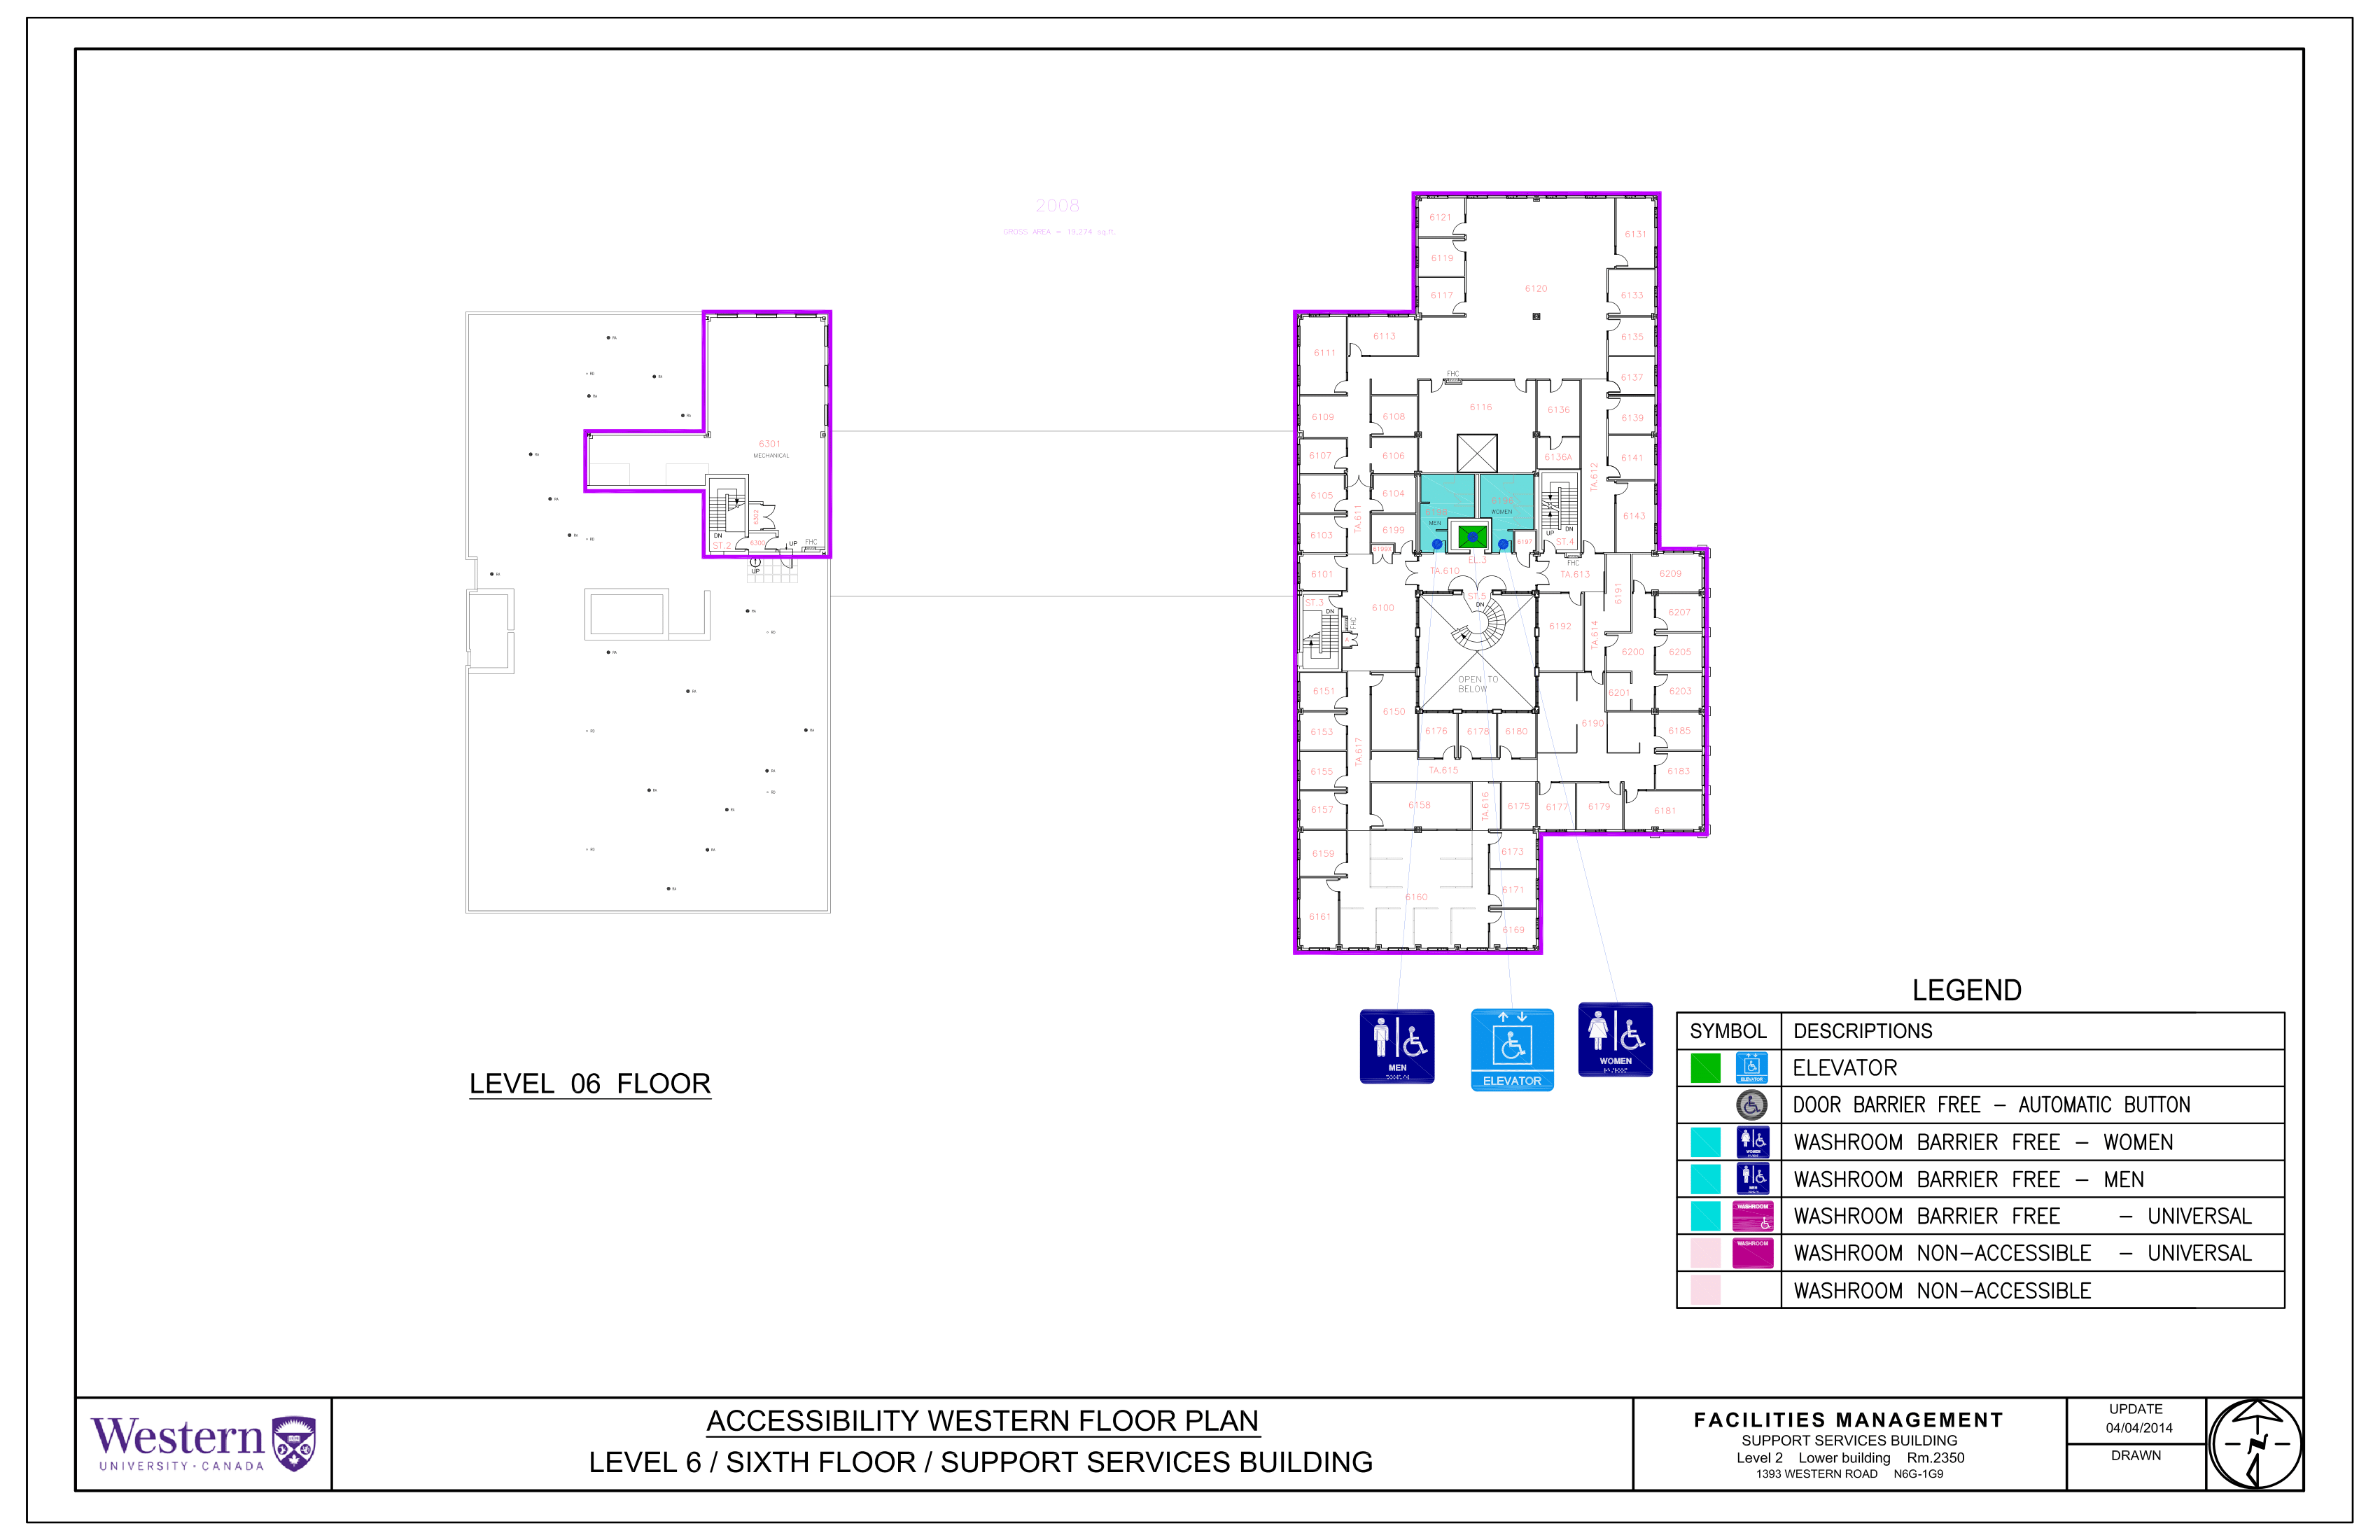 2008
GROSS AREA = 19,274 sq.ft.
6121
6131
6119
6120
6117
6133
6113
6135
6111
6137
FHC
6109
6108
6116
6136
6139
6301
MECHANICAL
6107
6106
6136A
6141
TA.612
6105
6104
6196
WOMEN
6198
MEN
TA.611
6143
6302
6103
6199
6197
DN
UP
ST.4
DN
ST.2
6300
UP
FHC
UP
EL.3
FHC
6101
TA.610
TA.613
6209
6191
ST.3
DN
6100
ST.5
DN
6207
FHC
6192
TA.614
6200
6205
OPEN TO
BELOW
6151
6150
6201
6203
6153
6176
6178
6180
6190
6185
TA.617
6155
TA.615
6183
6157
6158
TA.616
6175
6177
6179
6181
6159
6173
6160
6171
6161
6169
MEN
ELEVATOR
WOMEN
LEVEL 06 FLOOR
LEGEND
SYMBOL DESCRIPTIONS
ELEVATOR ELEVATOR
DOOR BARRIER FREE - AUTOMATIC BUTTON
WOMEN WASHROOM BARRIER FREE - WOMEN
MEN WASHROOM BARRIER FREE - MEN
WASHROOM WASHROOM BARRIER FREE - UNIVERSAL
WASHROOM WASHROOM NON-ACCESSIBLE - UNIVERSAL
WASHROOM NON-ACCESSIBLE
Western
UNIVERSITY · CANADA
ACCESSIBILITY WESTERN FLOOR PLAN
LEVEL 6 / SIXTH FLOOR / SUPPORT SERVICES BUILDING
FACILITIES MANAGEMENT
SUPPORT SERVICES BUILDING
Level 2 Lower building Rm.2350
1393 WESTERN ROAD N6G-1G9
UPDATE
04/04/2014
DRAWN
N